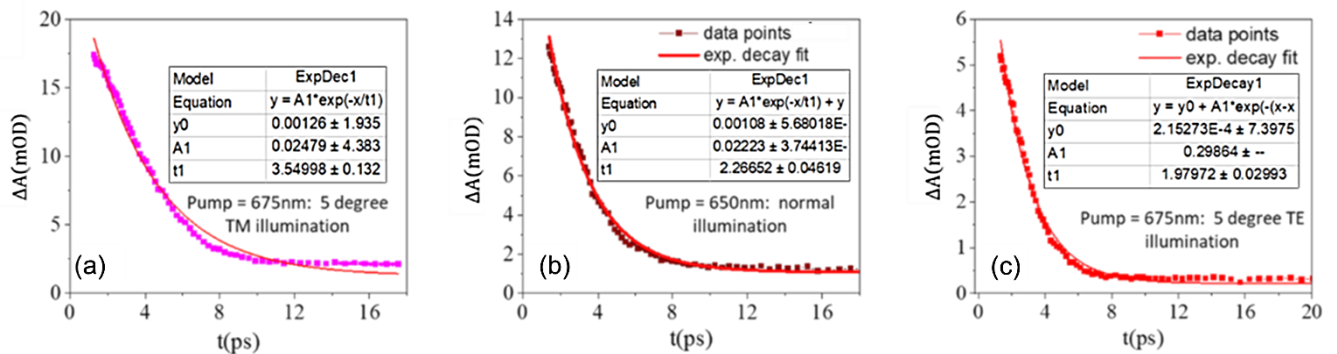 20
15
10
5
0
ΔA(mOD)
0 4 8 12 16
t(ps)
Model ExpDec1
Equation y = A1*exp(-x/t1)
y0 0.00126 ± 1.935
A1 0.02479 ± 4.383
t1 3.54998 ± 0.132
Pump = 675nm: 5 degree
TM illumination
(a)
14
12
10
8
6
4
2
0
ΔA(mOD)
0 4 8 12 16
t(ps)
data points
exp. decay fit
Model ExpDec1
Equation y = A1*exp(-x/t1) + y
y0 0.00108 ± 5.68018E-
A1 0.02223 ± 3.74413E-
t1 2.26652 ± 0.04619
Pump = 650nm: normal
illumination
(b)
6
5
4
3
2
1
0
ΔA(mOD)
0 4 8 12 16 20
t(ps)
data points
exp. decay fit
Model ExpDecay1
Equation y = y0 + A1*exp(-(x-x
y0 2.15273E-4 ± 7.3975
A1 0.29864 ± --
t1 1.97972 ± 0.02993
Pump = 675nm: 5 degree TE
illumination
(c)